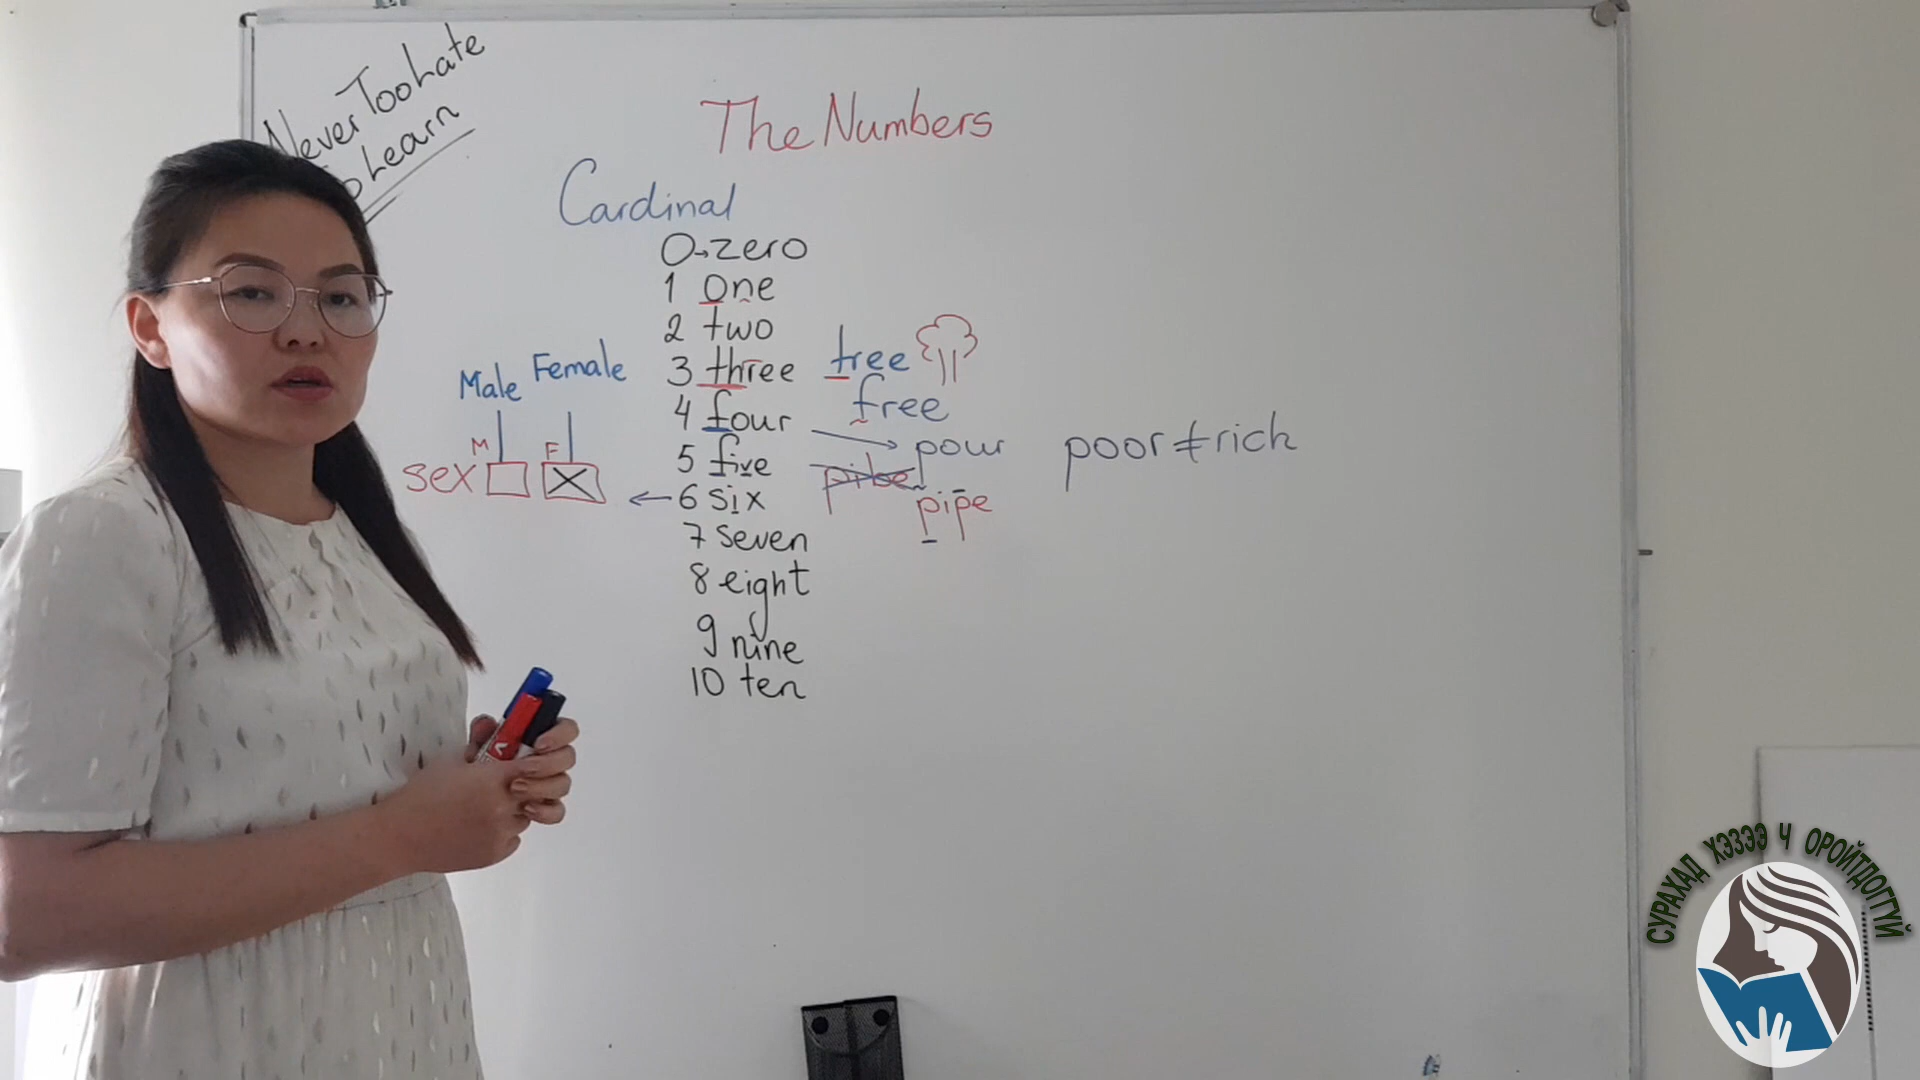 Never Too Late
To Learn
The Numbers
Cardinal
0→zero
1 one
2 two
3 three tree
free
4 four → pour poor ≠ rich
5 five
pipe
Male Female
M F
sex
← 6 six
7 seven
8 eight
9 nine
10 ten
СУРАХАД ХЭЗЭЭ Ч ОРОЙТДОГГҮЙ